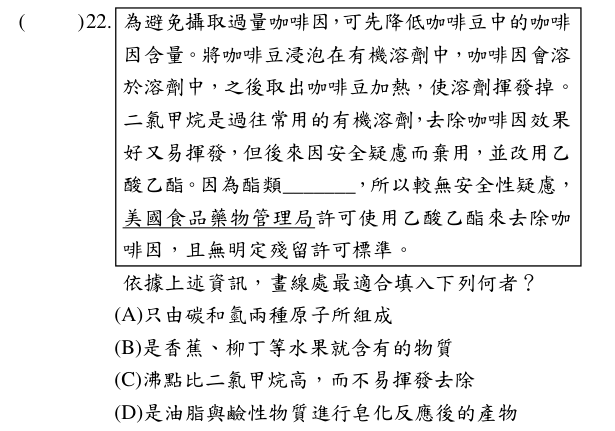 (　　)22. 為避免攝取過量咖啡因，可先降低咖啡豆中的咖啡
因含量。將咖啡豆浸泡在有機溶劑中，咖啡因會溶
於溶劑中，之後取出咖啡豆加熱，使溶劑揮發掉。
二氯甲烷是過往常用的有機溶劑，去除咖啡因效果
好又易揮發，但後來因安全疑慮而棄用，並改用乙
酸乙酯。因為酯類_______，所以較無安全性疑慮，
美國食品藥物管理局許可使用乙酸乙酯來去除咖
啡因，且無明定殘留許可標準。
依據上述資訊，畫線處最適合填入下列何者？
(A)只由碳和氫兩種原子所組成
(B)是香蕉、柳丁等水果就含有的物質
(C)沸點比二氯甲烷高，而不易揮發去除
(D)是油脂與鹼性物質進行皂化反應後的產物